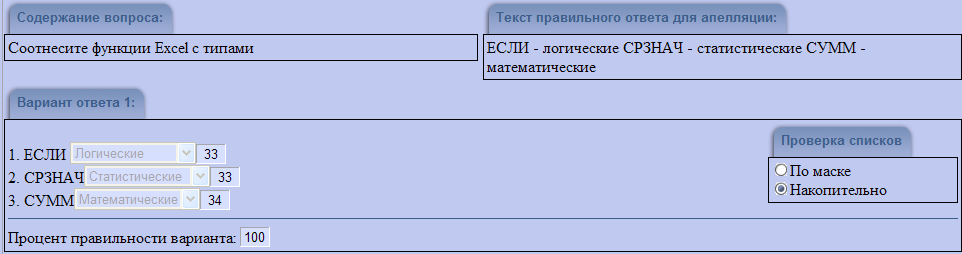 Содержание вопроса:
Текст правильного ответа для апелляции:
Соотнесите функции Excel с типами
ЕСЛИ - логические СРЗНАЧ - статистические СУММ -
математические
Вариант ответа 1:
Проверка списков
1. ЕСЛИ Логические 33
2. СРЗНАЧ Статистические 33
3. СУММ Математические 34
По маске
Накопительно
Процент правильности варианта: 100